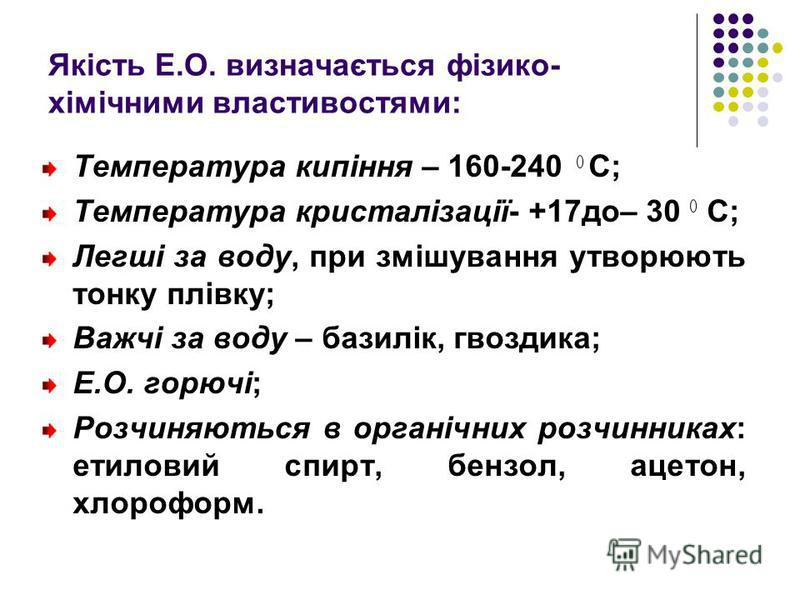 Якість Е.О. визначається фізико-
хімічними властивостями:
Температура кипіння – 160-240 ⁰ С;
Температура кристалізації- +17до– 30 ⁰ С;
Легші за воду, при змішування утворюють
тонку плівку;
Важчі за воду – базилік, гвоздика;
Е.О. горючі;
Розчиняються в органічних розчинниках:
етиловий спирт, бензол, ацетон,
хлороформ.
MyShared